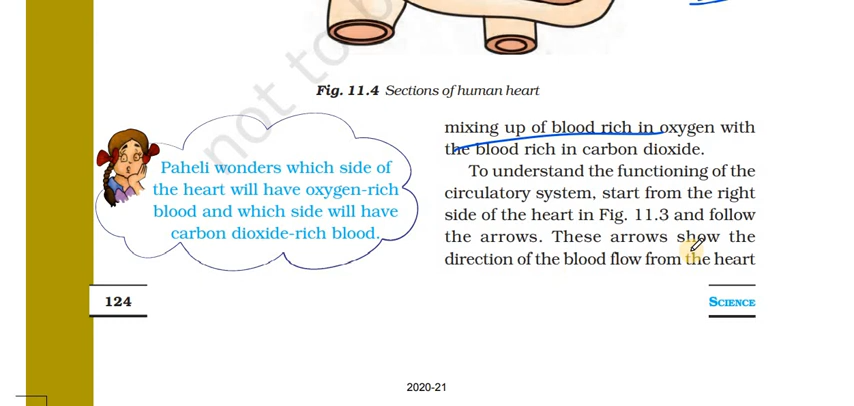 not to b
Fig. 11.4 Sections of human heart
Paheli wonders which side of
the heart will have oxygen-rich
blood and which side will have
carbon dioxide-rich blood.
mixing up of blood rich in oxygen with
the blood rich in carbon dioxide.
To understand the functioning of the
circulatory system, start from the right
side of the heart in Fig. 11.3 and follow
the arrows. These arrows show the
direction of the blood flow from the heart
124
SCIENCE
2020-21